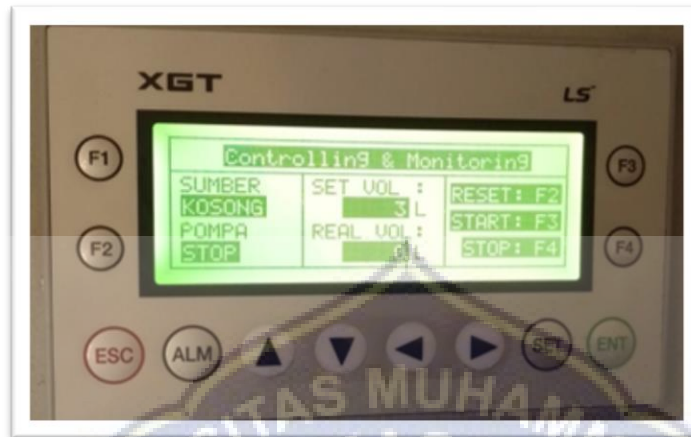 XGT
LS
F1
F3
Controlling & Monitoring
SUMBER
KOSONG
POMPA
STOP
SET VOL :
3 L
REAL VOL :
RESET: F2
START: F3
STOP: F4
F2
F4
ESC
ALM
SET
ENT
SITAS MUHAM